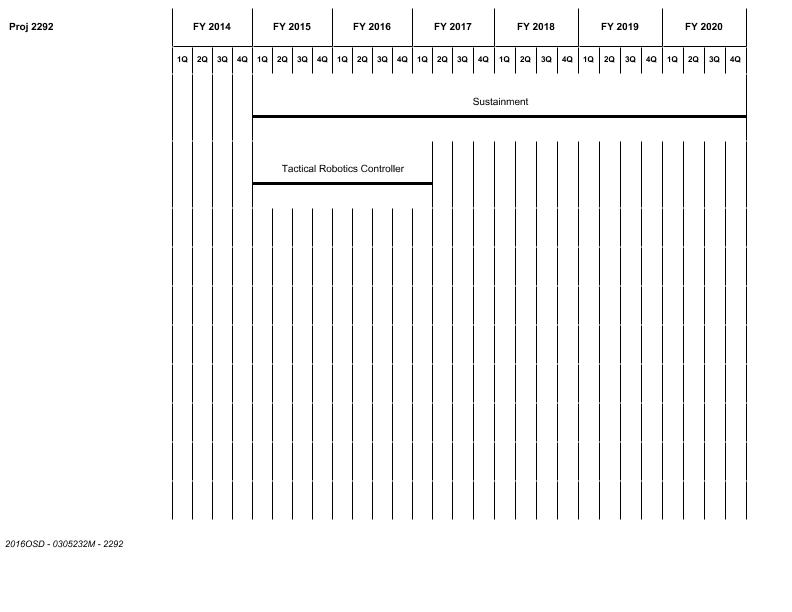 Proj 2292 FY 2014 FY 2015 FY 2016 FY 2017 FY 2018 FY 2019 FY 2020
1Q 2Q 3Q 4Q 1Q 2Q 3Q 4Q 1Q 2Q 3Q 4Q 1Q 2Q 3Q 4Q 1Q 2Q 3Q 4Q 1Q 2Q 3Q 4Q 1Q 2Q 3Q 4Q
Sustainment
Tactical Robotics Controller
2016OSD - 0305232M - 2292